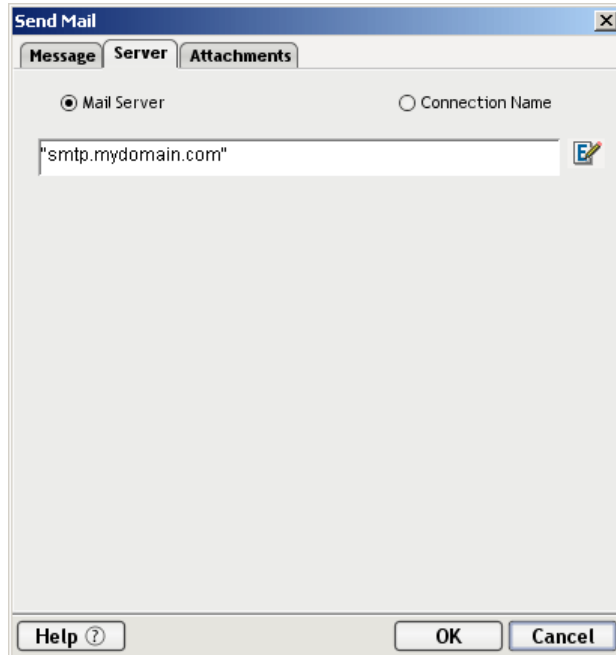 Send Mail
Message Server Attachments
Mail Server Connection Name
"smtp.mydomain.com"
Help ? OK Cancel